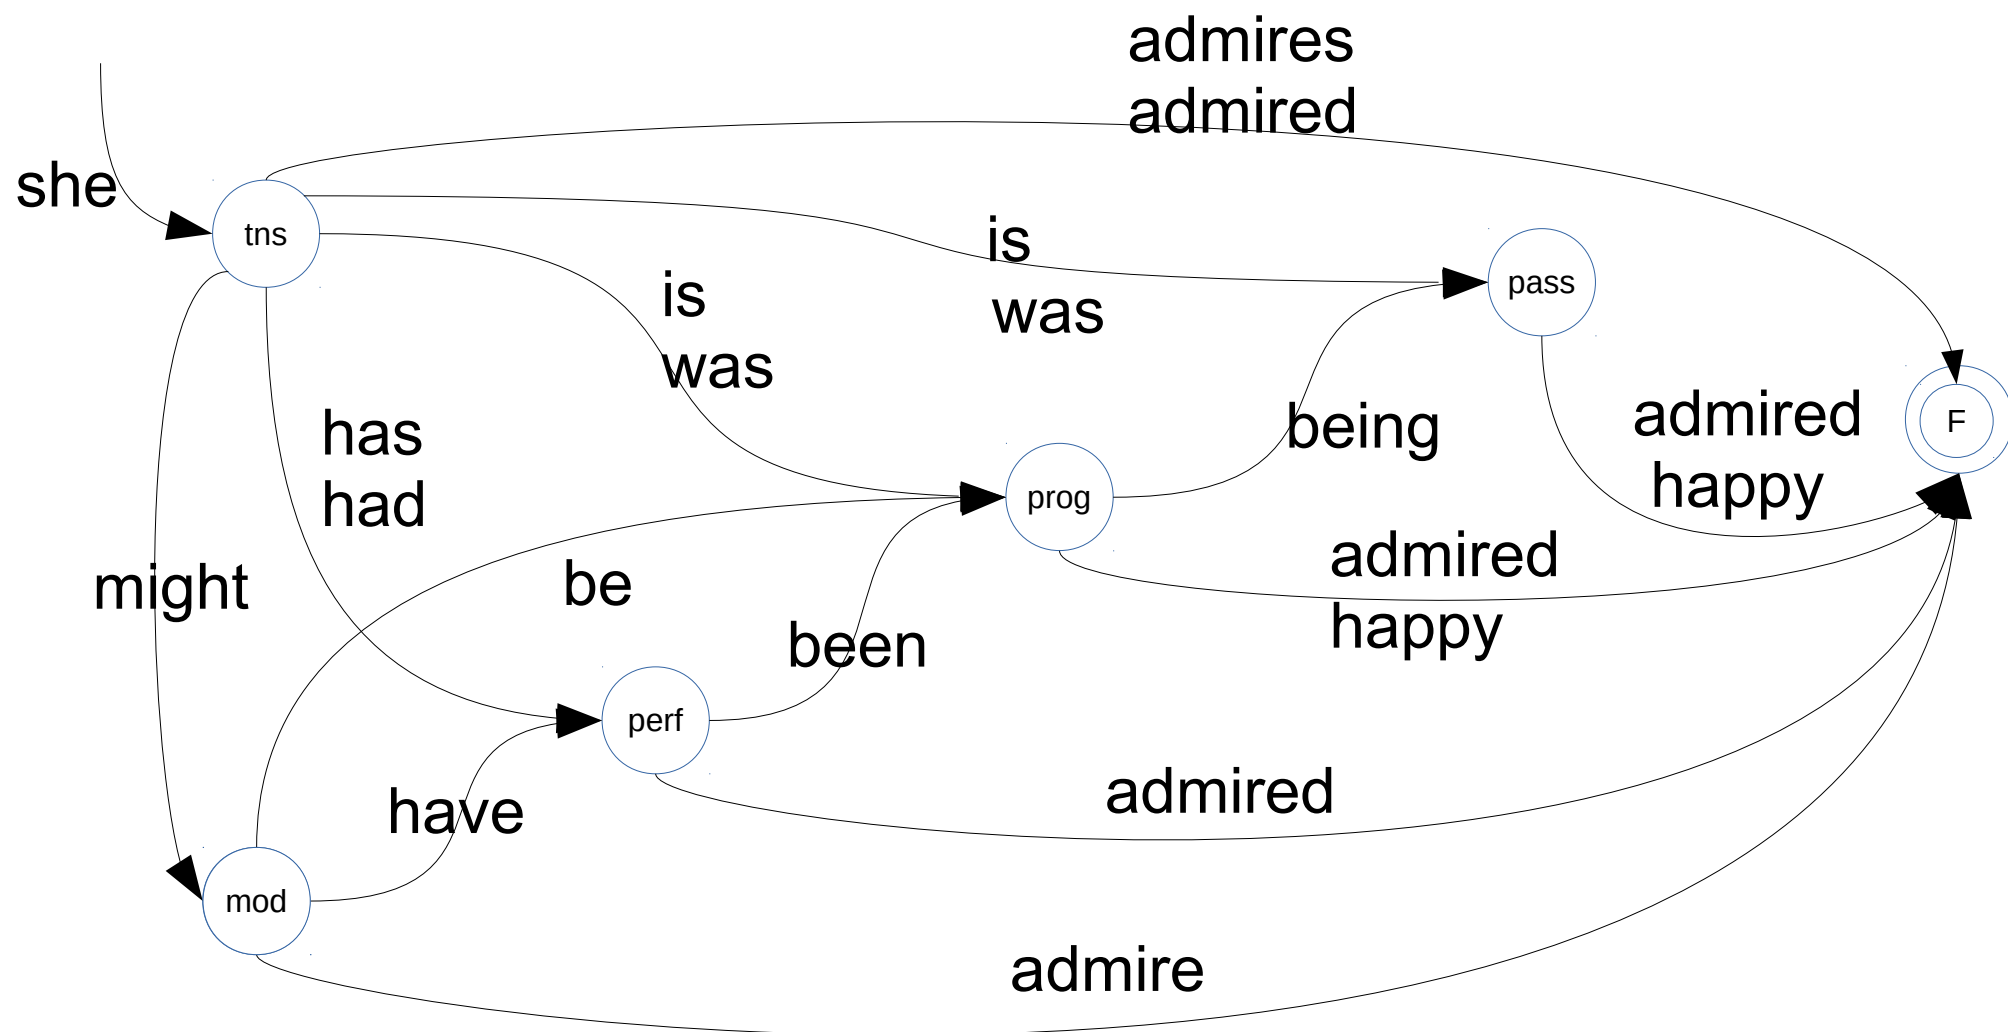 admires
admired
she
tns
is
was
pass
is
was
has
had
being
admired
happy
F
prog
might
be
been
admired
happy
perf
have
admired
mod
admire